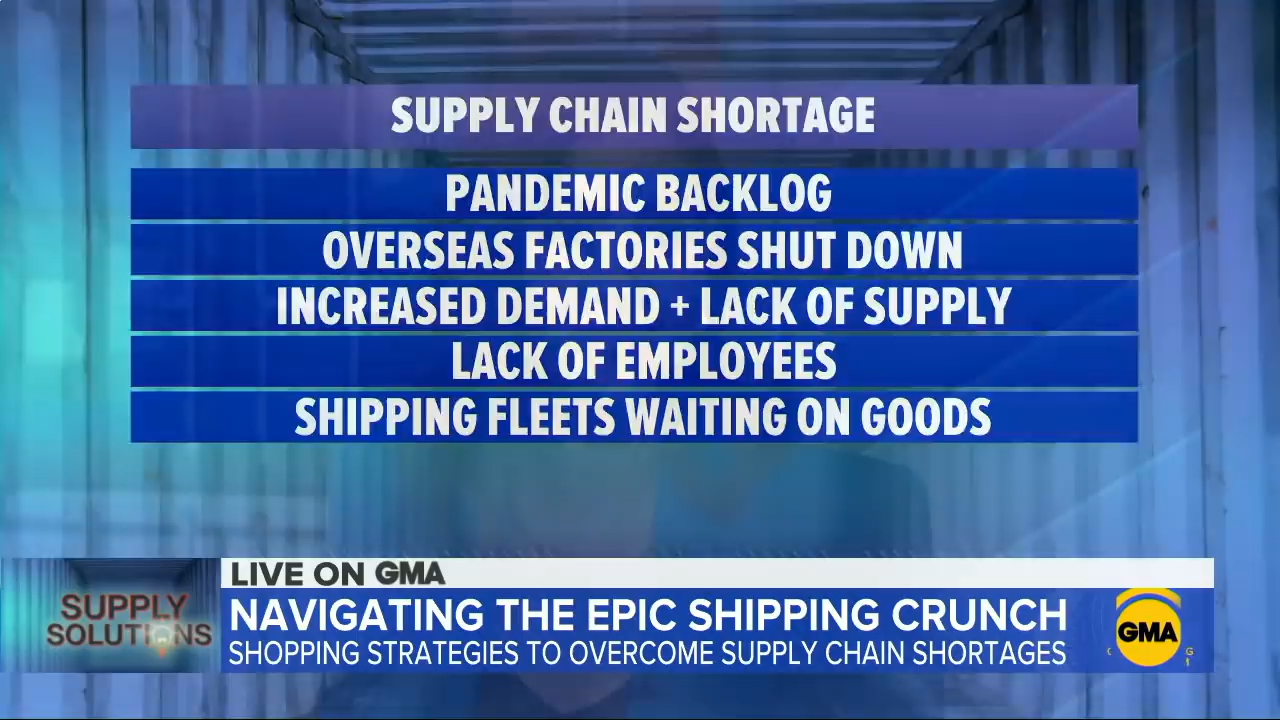 SUPPLY CHAIN SHORTAGE
PANDEMIC BACKLOG
OVERSEAS FACTORIES SHUT DOWN
INCREASED DEMAND + LACK OF SUPPLY
LACK OF EMPLOYEES
SHIPPING FLEETS WAITING ON GOODS
LIVE ON GMA
SUPPLY
SOLUTIONS
NAVIGATING THE EPIC SHIPPING CRUNCH
SHOPPING STRATEGIES TO OVERCOME SUPPLY CHAIN SHORTAGES
GMA